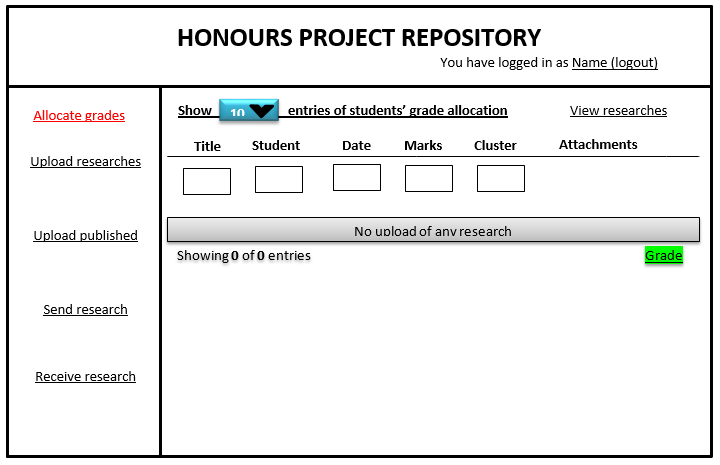 HONOURS PROJECT REPOSITORY
You have logged in as Name (logout)
Allocate grades
Upload researches
Upload published
Send research
Receive research
Show 10 entries of students’ grade allocation View researches
Title Student Date Marks Cluster Attachments
No upload of any research
Showing 0 of 0 entries Grade